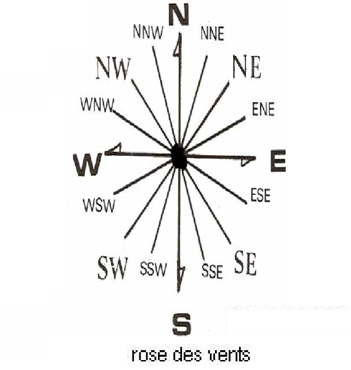 N
NNW NNE
NW NE
WNW ENE
W E
WSW ESE
SW SSW SSE SE
S
rose des vents